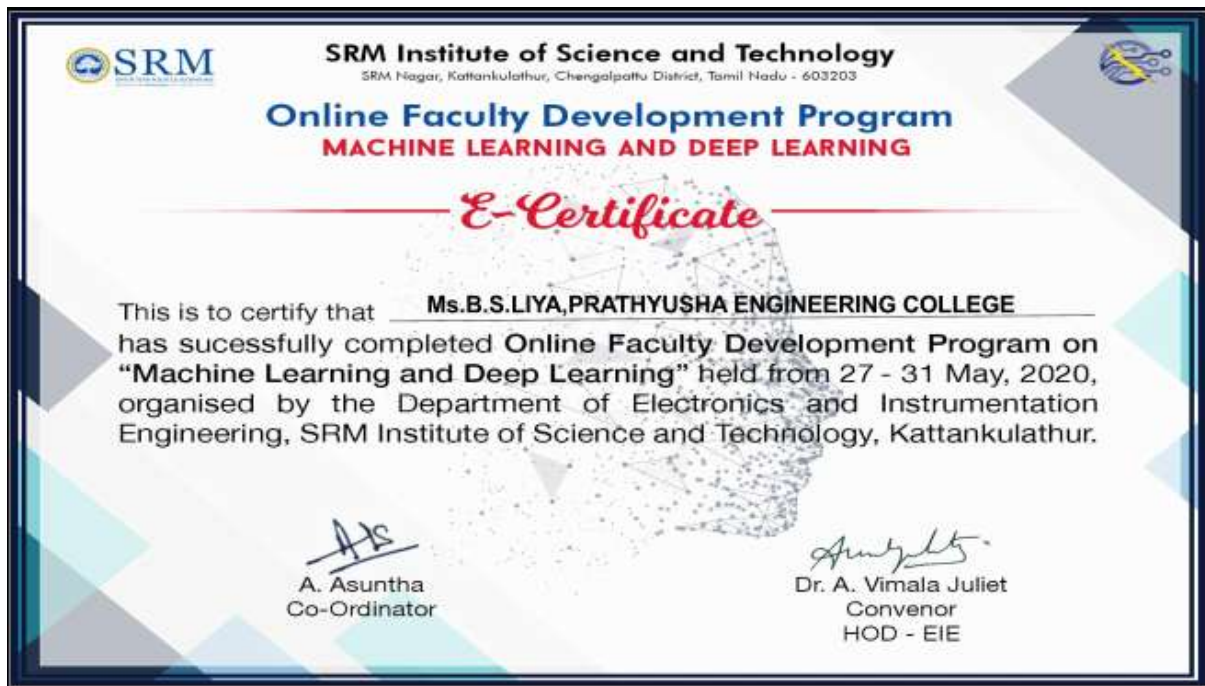 SRM
SRM Institute of Science and Technology
SRM Nagar, Kattankulathur, Chengalpattu District, Tamil Nadu - 603203
Online Faculty Development Program
MACHINE LEARNING AND DEEP LEARNING
E-Certificate
This is to certify that Ms.B.S.LIYA,PRATHYUSHA ENGINEERING COLLEGE
has sucessfully completed Online Faculty Development Program on
“Machine Learning and Deep Learning” held from 27 - 31 May, 2020,
organised by the Department of Electronics and Instrumentation
Engineering, SRM Institute of Science and Technology, Kattankulathur.
A. Asuntha
Co-Ordinator
Dr. A. Vimala Juliet
Convenor
HOD - EIE